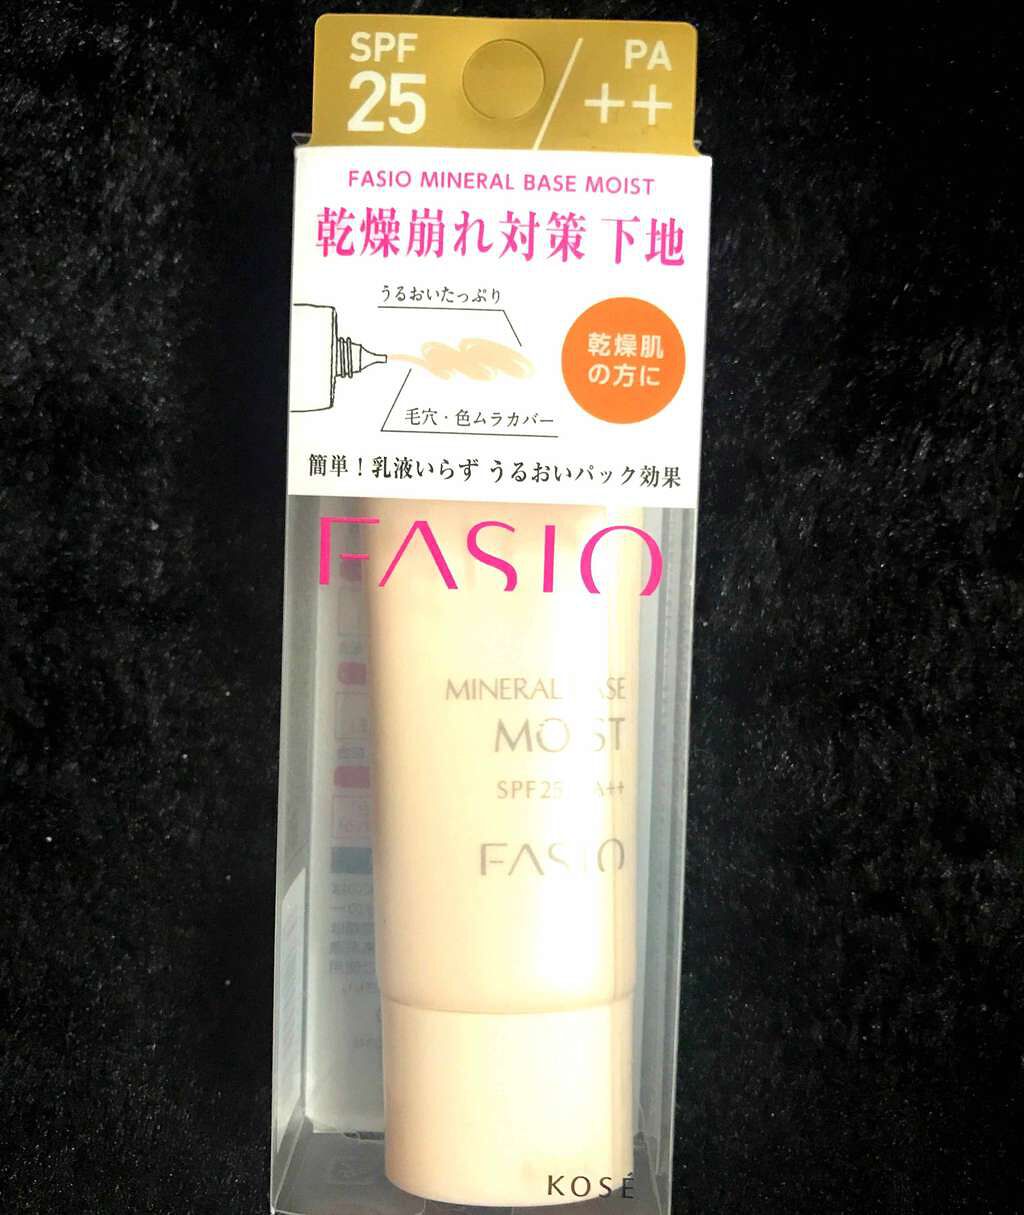 SPF
25
PA
++
FASIO MINERAL BASE MOIST
乾燥崩れ対策 下地
うるおいたっぷり
乾燥肌
の方に
毛穴・色ムラカバー
簡単！乳液いらず うるおいパック効果
FASIO
MINERAL
MOIST
SPF25
FASIO
KOSÉ